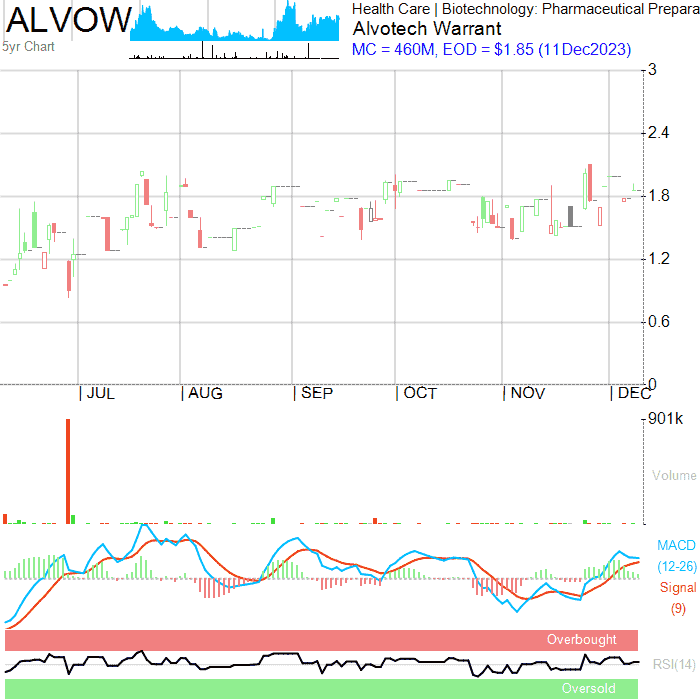 ALVOW
5yr Chart
Health Care | Biotechnology: Pharmaceutical Prepara
Alvotech Warrant
MC = 460M, EOD = $1.85 (11Dec2023)
3
2.4
1.8
1.2
0.6
0
| JUL | AUG | SEP | OCT | NOV | DEC
901k
Volume
MACD
(12-26)
Signal
(9)
Overbought
RSI(14)
Oversold